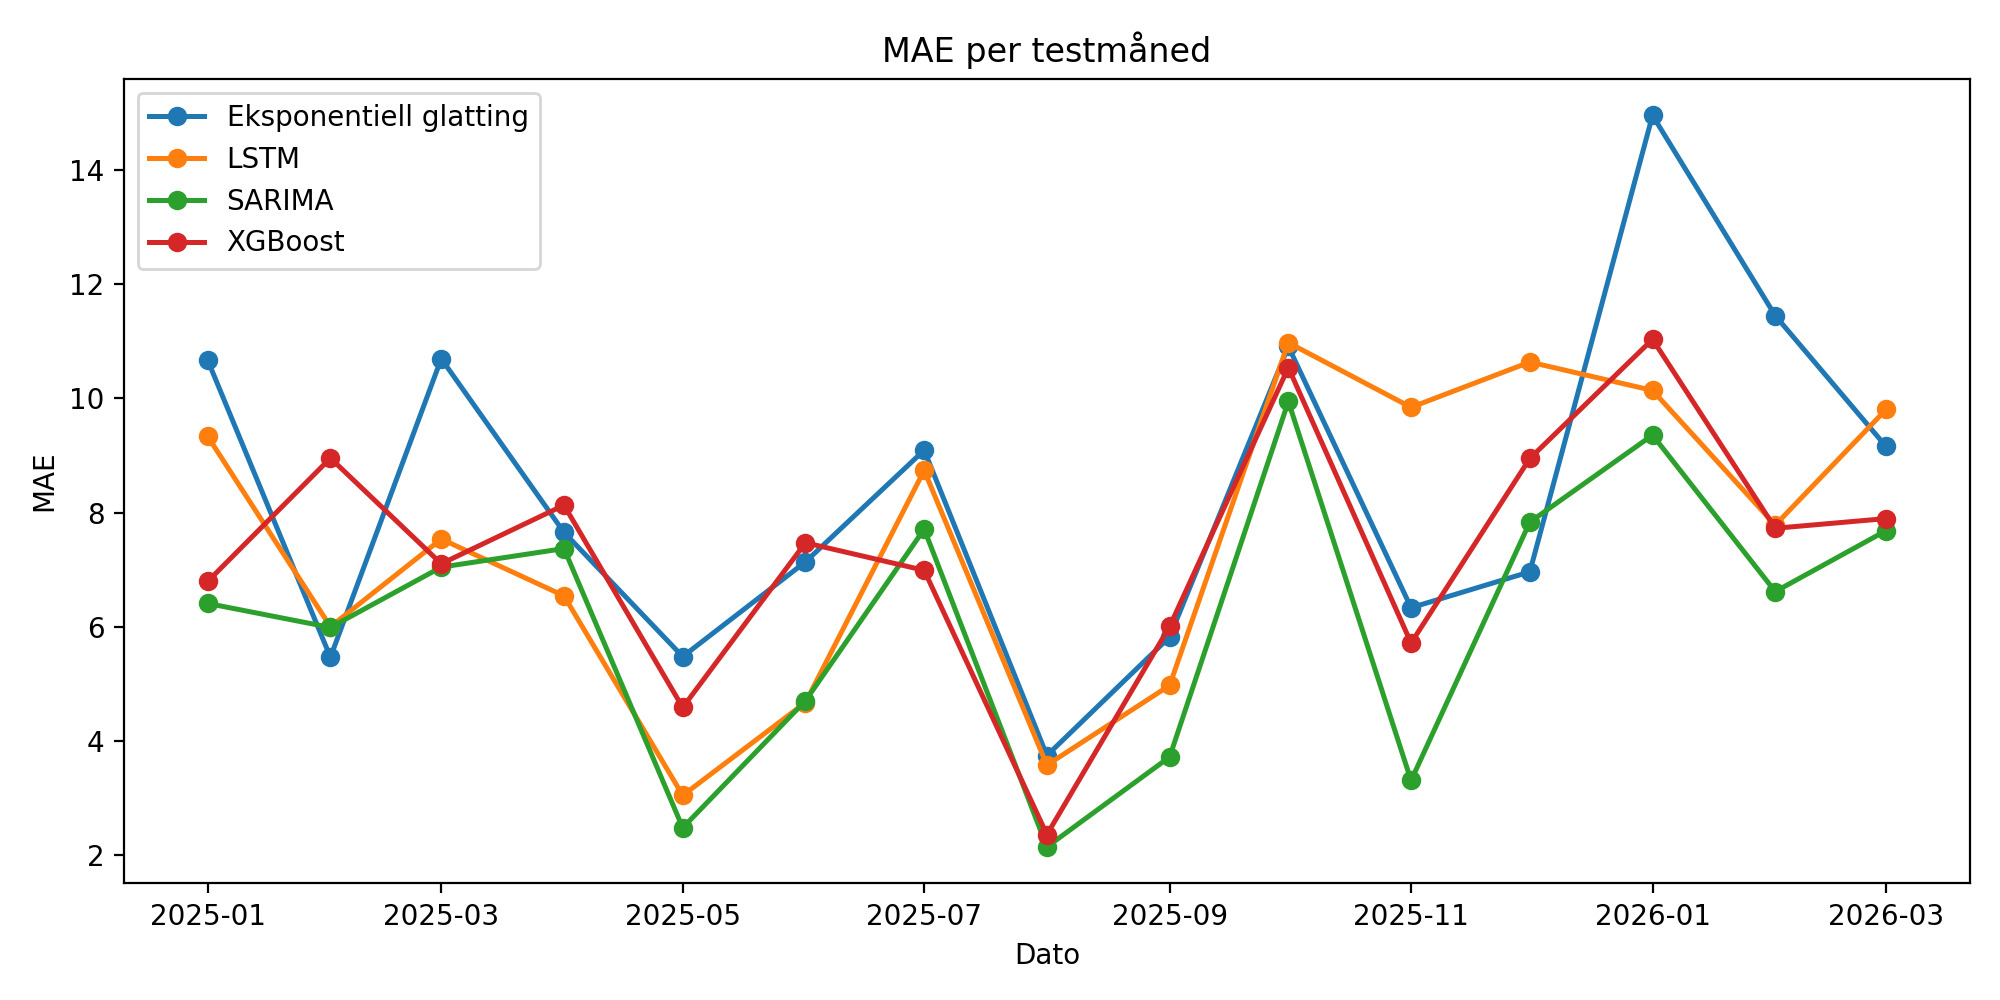 MAE per testmåned
Eksponentiell glatting
LSTM
SARIMA
XGBoost
14
12
10
8
6
4
2
MAE
2025-01 2025-03 2025-05 2025-07 2025-09 2025-11 2026-01 2026-03
Dato